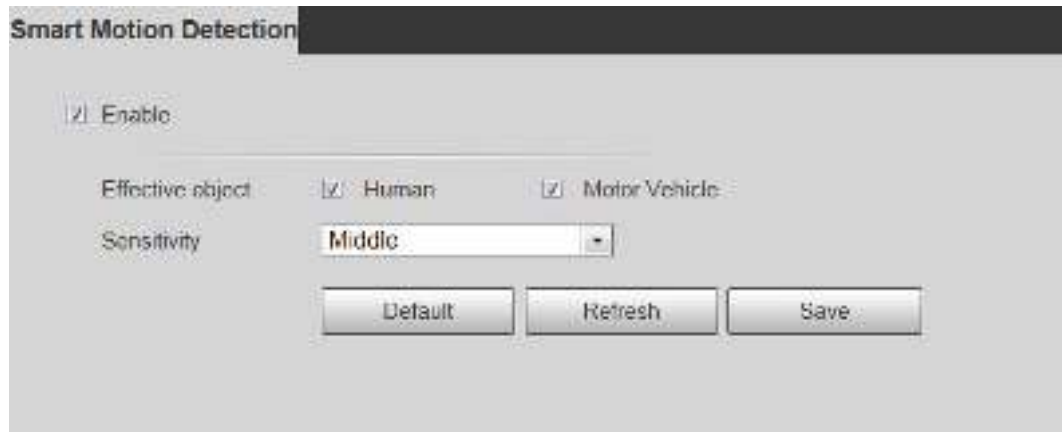 Smart Motion Detection
Enable
Effective object Human Motor Vehicle
Sensitivity Middle
Default Refresh Save